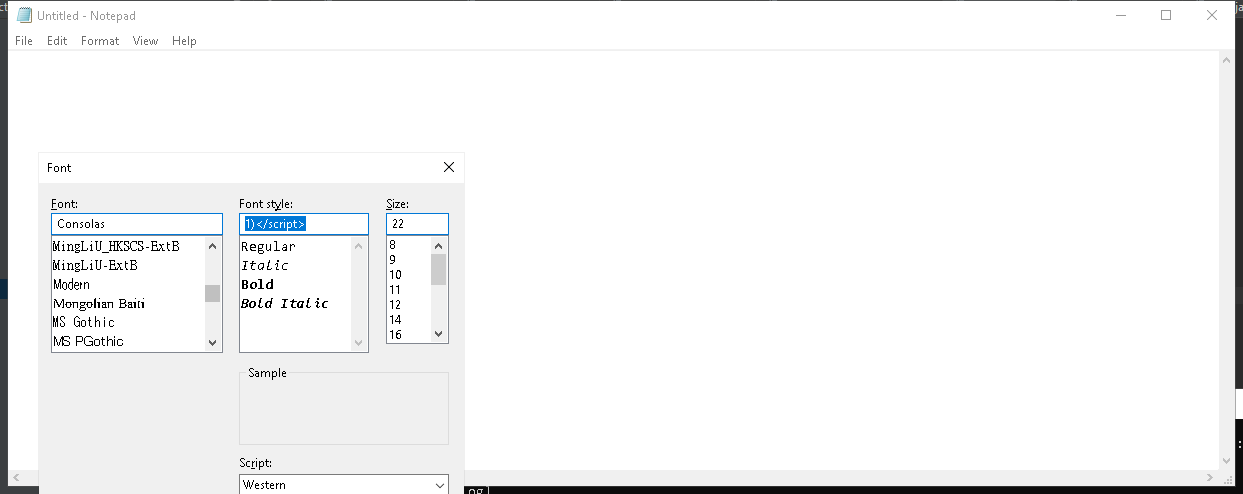 Untitled - Notepad
File Edit Format View Help
Font
Font: Font style: Size:
Consolas 1)</script> 22
MingLiU_HKSCS-ExtB Regular 8
MingLiU-ExtB Italic 9
Modern Bold 10
Mongolian Baiti Bold Italic 11
MS Gothic 12
MS PGothic 14
16
Sample
Script:
Western